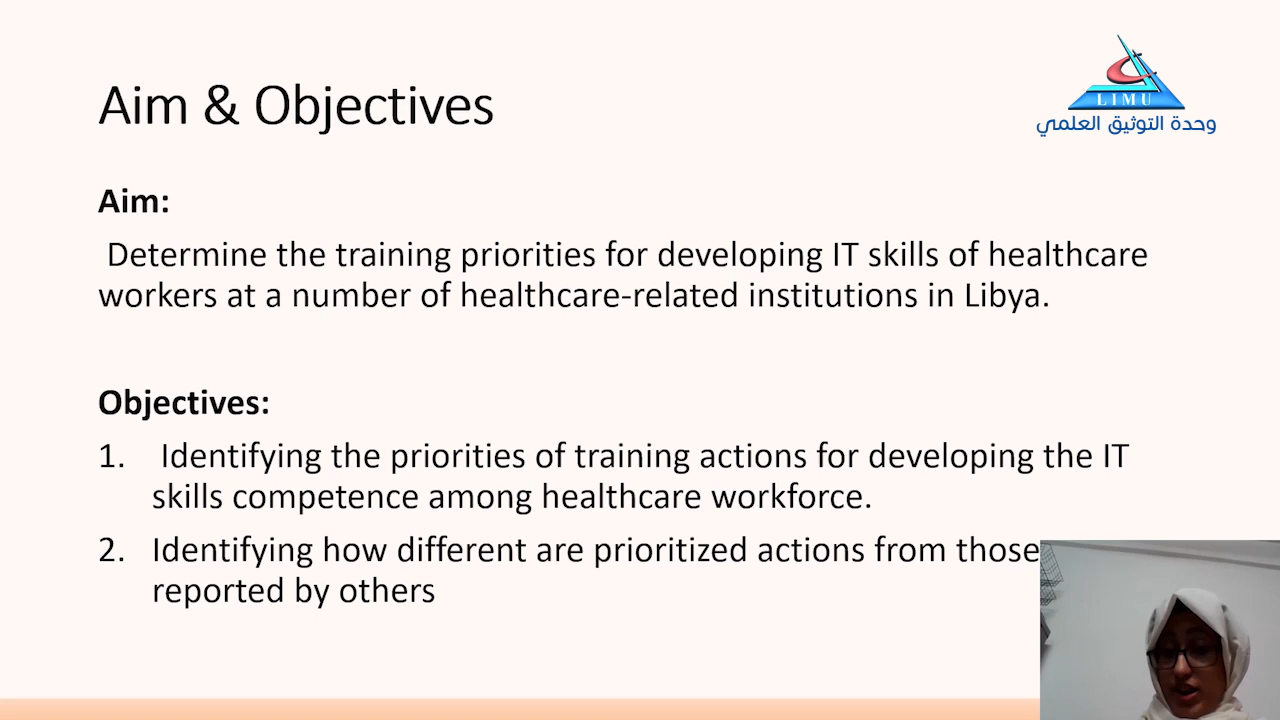 Aim & Objectives
LIMU
وحدة التوثيق العلمي
Aim:
Determine the training priorities for developing IT skills of healthcare
workers at a number of healthcare-related institutions in Libya.
Objectives:
1. Identifying the priorities of training actions for developing the IT
skills competence among healthcare workforce.
2. Identifying how different are prioritized actions from those
reported by others